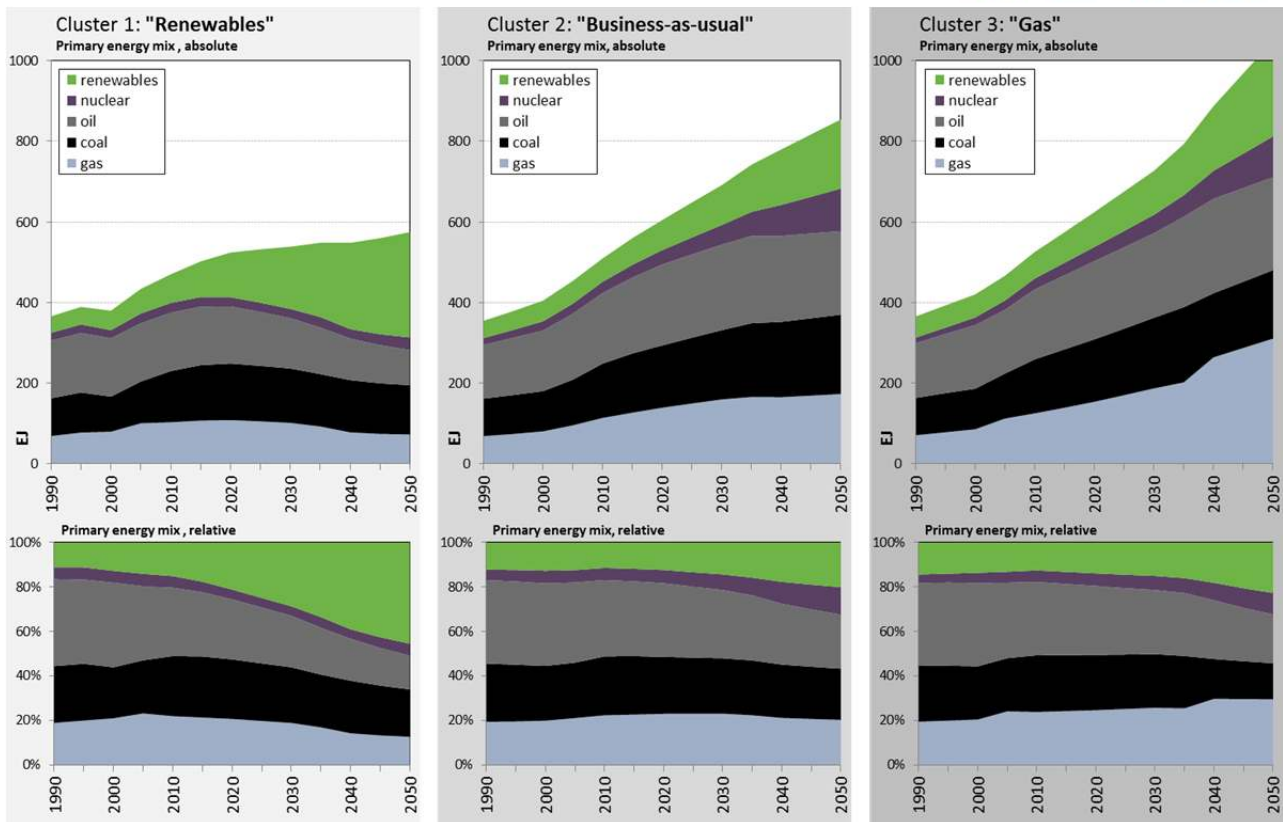 Cluster 1: "Renewables"
Primary energy mix , absolute
1000
800
600
400
200
0
EJ
renewables
nuclear
oil
coal
gas
1990
2000
2010
2020
2030
2040
2050
Primary energy mix , relative
100%
80%
60%
40%
20%
0%
1990
2000
2010
2020
2030
2040
2050
Cluster 2: "Business-as-usual"
Primary energy mix, absolute
1000
800
600
400
200
0
EJ
renewables
nuclear
oil
coal
gas
1990
2000
2010
2020
2030
2040
2050
Primary energy mix, relative
100%
80%
60%
40%
20%
0%
1990
2000
2010
2020
2030
2040
2050
Cluster 3: "Gas"
Primary energy mix, absolute
1000
800
600
400
200
0
EJ
renewables
nuclear
oil
coal
gas
1990
2000
2010
2020
2030
2040
2050
Primary energy mix, relative
100%
80%
60%
40%
20%
0%
1990
2000
2010
2020
2030
2040
2050